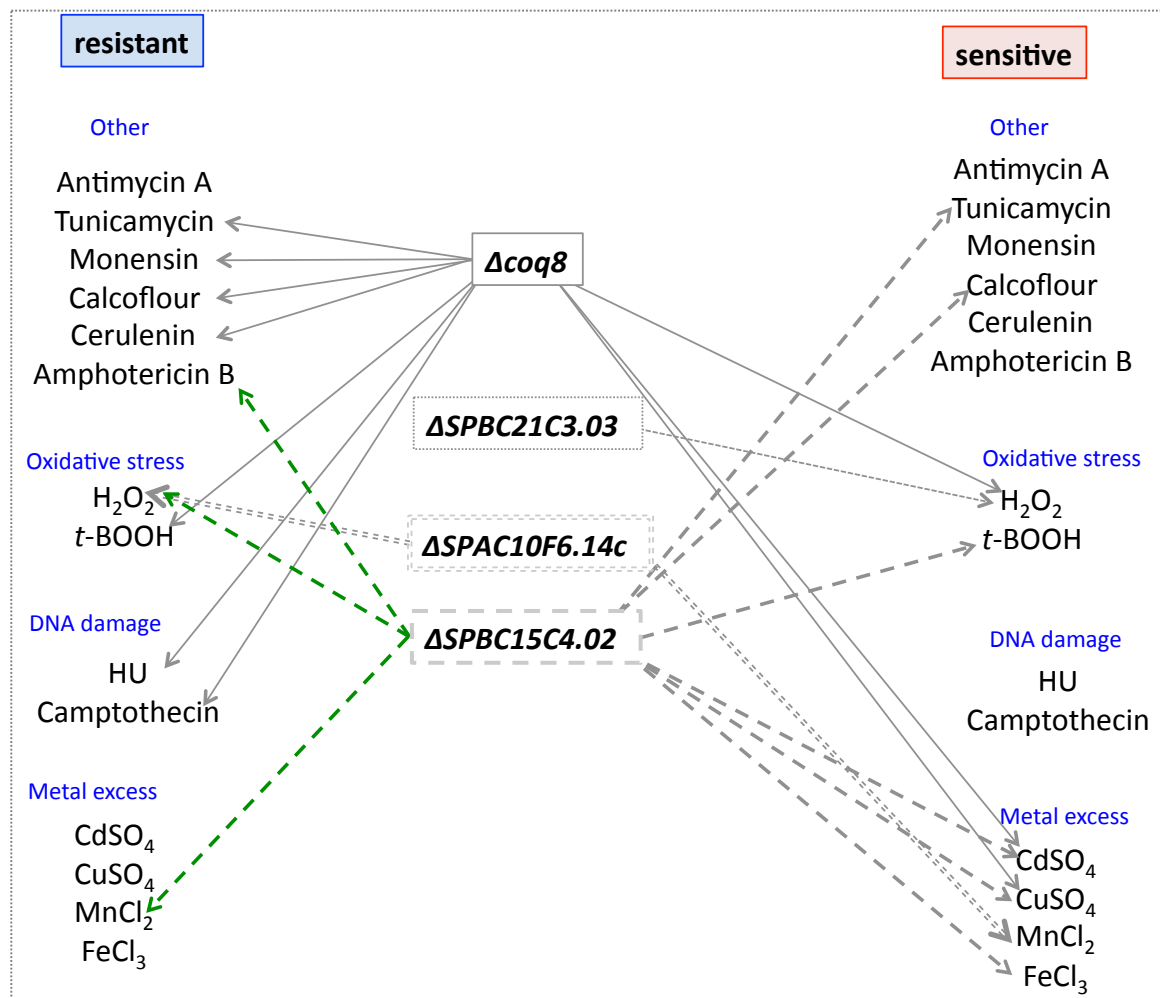 resistant
Other
Antimycin A
Tunicamycin
Monensin
Calcoflour
Cerulenin
Amphotericin B
Oxidative stress
H₂O₂
t-BOOH
DNA damage
HU
Camptothecin
Metal excess
CdSO₄
CuSO₄
MnCl₂
FeCl₃
Δcoq8
ΔSPBC21C3.03
ΔSPAC10F6.14c
ΔSPBC15C4.02
sensitive
Other
Antimycin A
Tunicamycin
Monensin
Calcoflour
Cerulenin
Amphotericin B
Oxidative stress
H₂O₂
t-BOOH
DNA damage
HU
Camptothecin
Metal excess
CdSO₄
CuSO₄
MnCl₂
FeCl₃